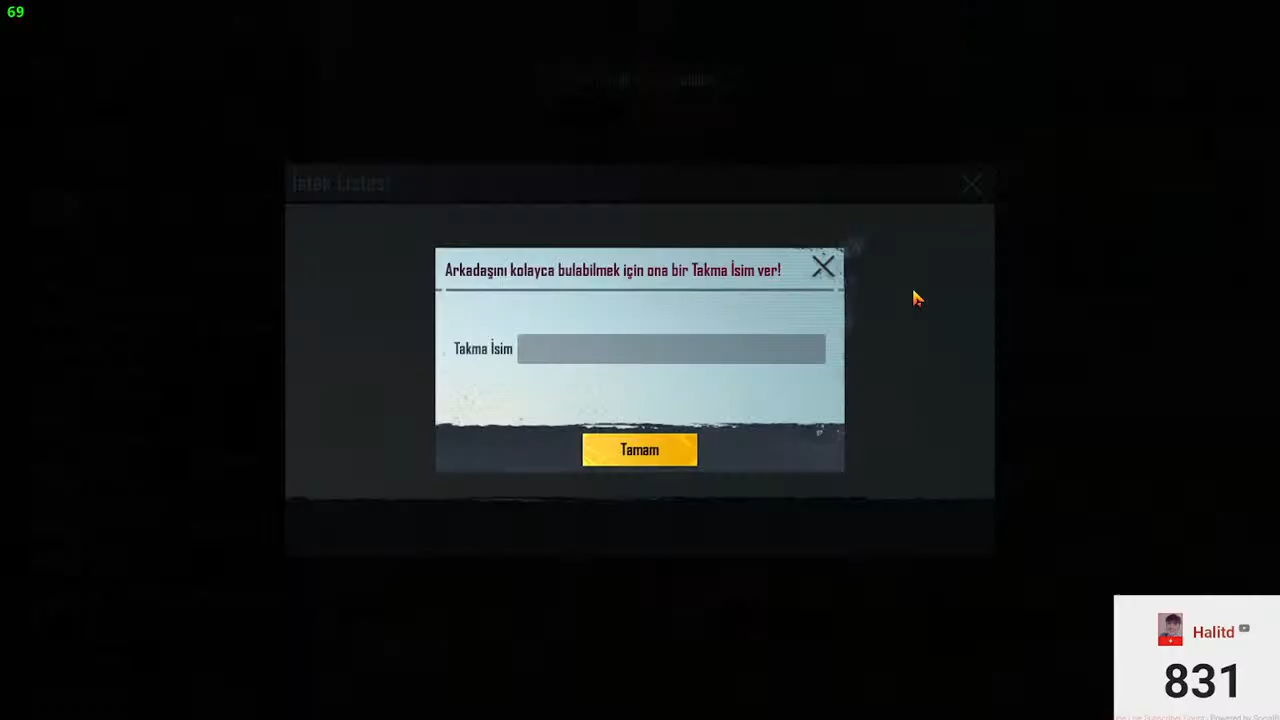 69
İstek Listesi
Arkadaşını kolayca bulabilmek için ona bir Takma İsim ver!
Takma İsim
Tamam
Halitd
831